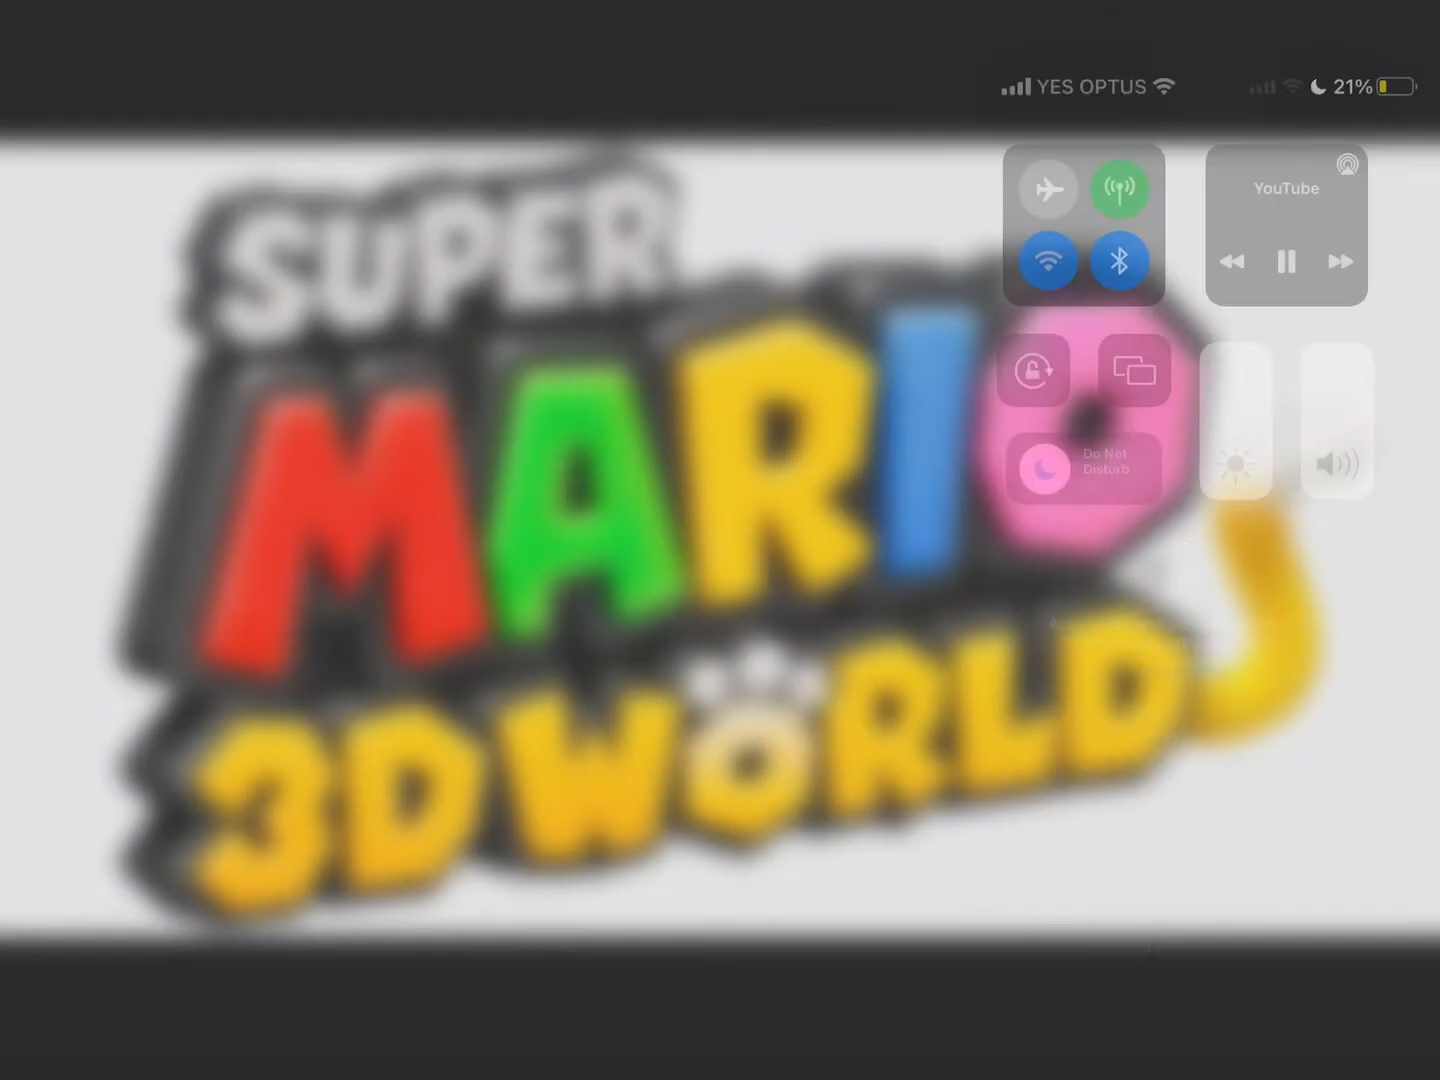 YES OPTUS
21%
YouTube
Do Not
Disturb
SUPER
MARIO
3D WORLD